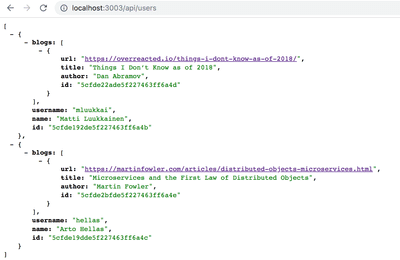 localhost:3003/api/users
[
- {
- blogs: [
- {
url: "https://overreacted.io/things-i-dont-know-as-of-2018/",
title: "Things I Don't Know as of 2018",
author: "Dan Abramov",
id: "5cfde22ade5f227463ff6a4d"
}
],
username: "mluukkai",
name: "Matti Luukkainen",
id: "5cfde192de5f227463ff6a4b"
},
- {
- blogs: [
- {
url: "https://martinfowler.com/articles/distributed-objects-microservices.html",
title: "Microservices and the First Law of Distributed Objects",
author: "Martin Fowler",
id: "5cfde2bfde5f227463ff6a4e"
}
],
username: "hellas",
name: "Arto Hellas",
id: "5cfde19dde5f227463ff6a4c"
}
]